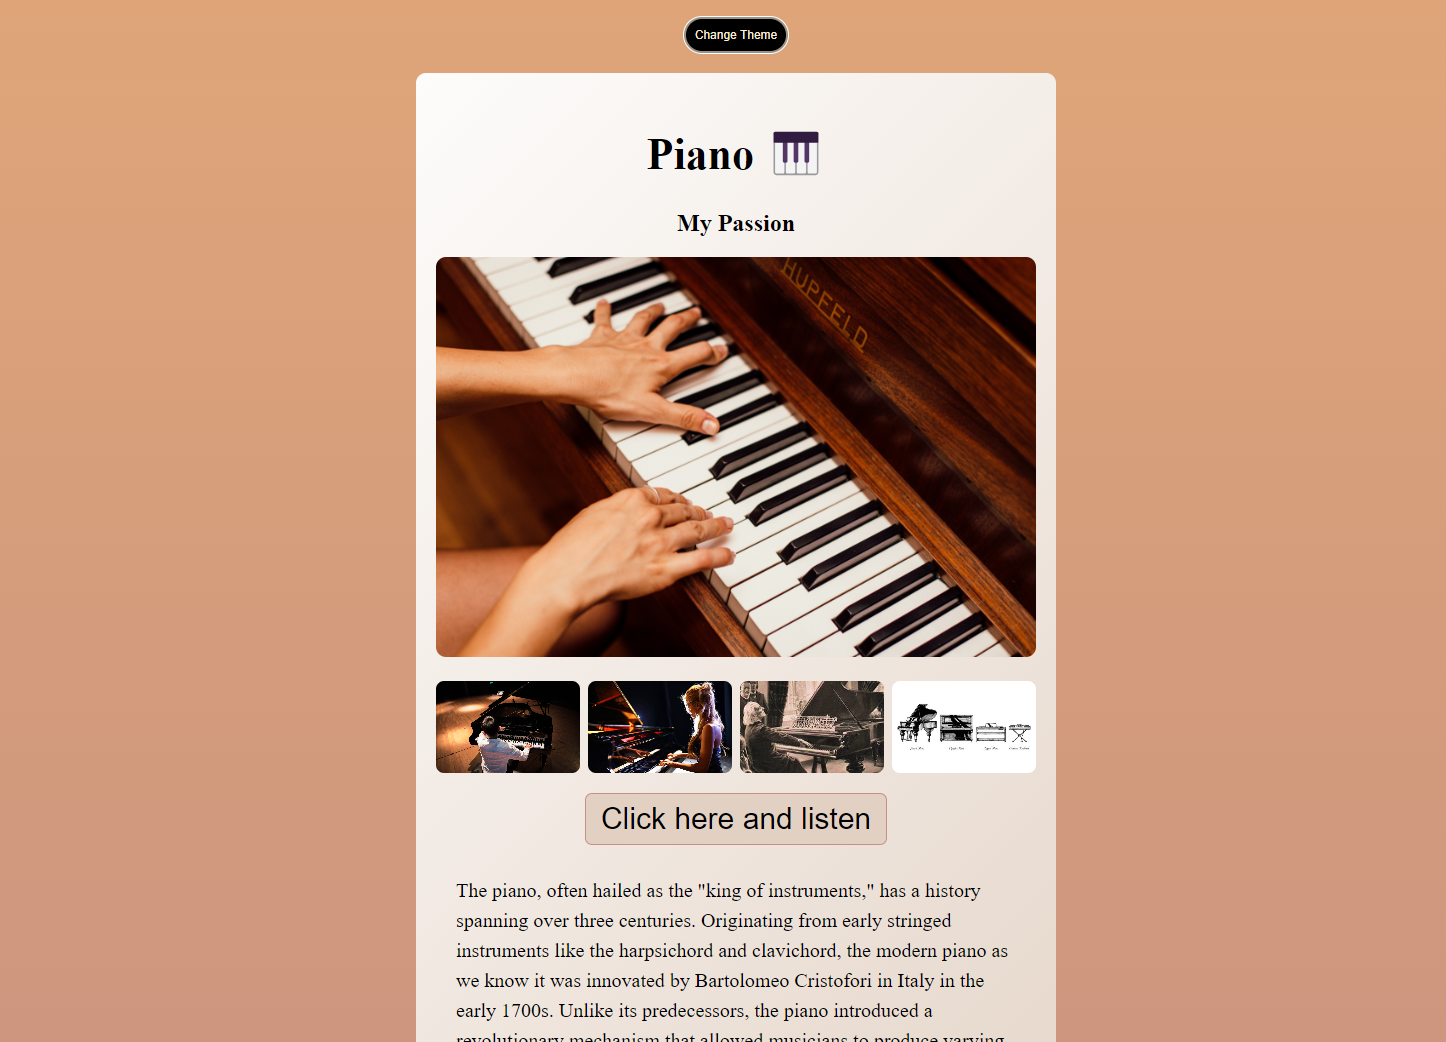 Change Theme
Piano
My Passion
HUPFELD
Click here and listen
The piano, often hailed as the "king of instruments," has a history
spanning over three centuries. Originating from early stringed
instruments like the harpsichord and clavichord, the modern piano as
we know it was innovated by Bartolomeo Cristofori in Italy in the
early 1700s. Unlike its predecessors, the piano introduced a
revolutionary mechanism that allowed musicians to produce varying